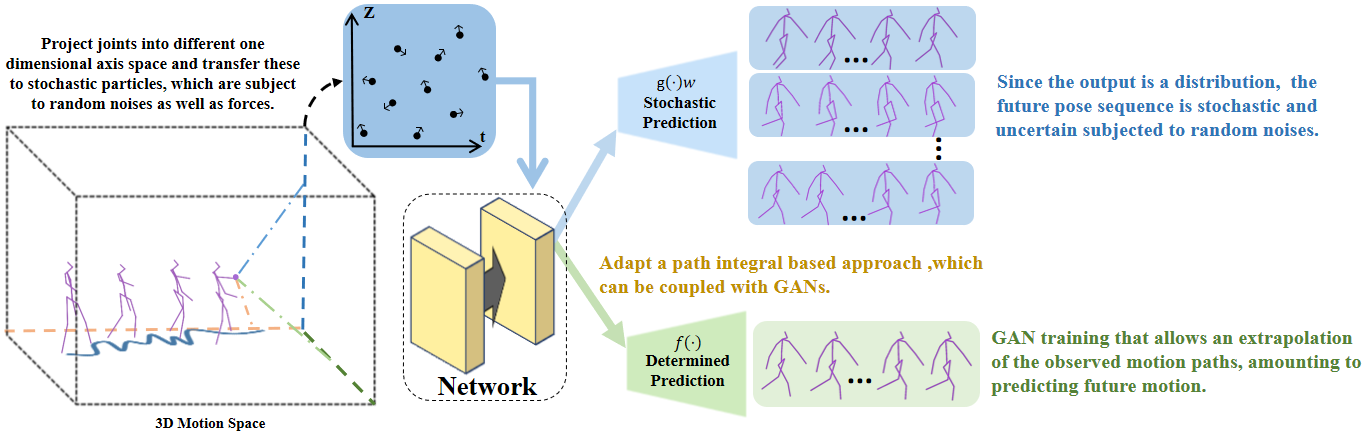 Project joints into different one
dimensional axis space and transfer these
to stochastic particles, which are subject
to random noises as well as forces.
3D Motion Space
Z
t
Network
g(·)w
Stochastic
Prediction
Since the output is a distribution, the
future pose sequence is stochastic and
uncertain subjected to random noises.
Adapt a path integral based approach ,which
can be coupled with GANs.
f(·)
Determined
Prediction
GAN training that allows an extrapolation
of the observed motion paths, amounting to
predicting future motion.